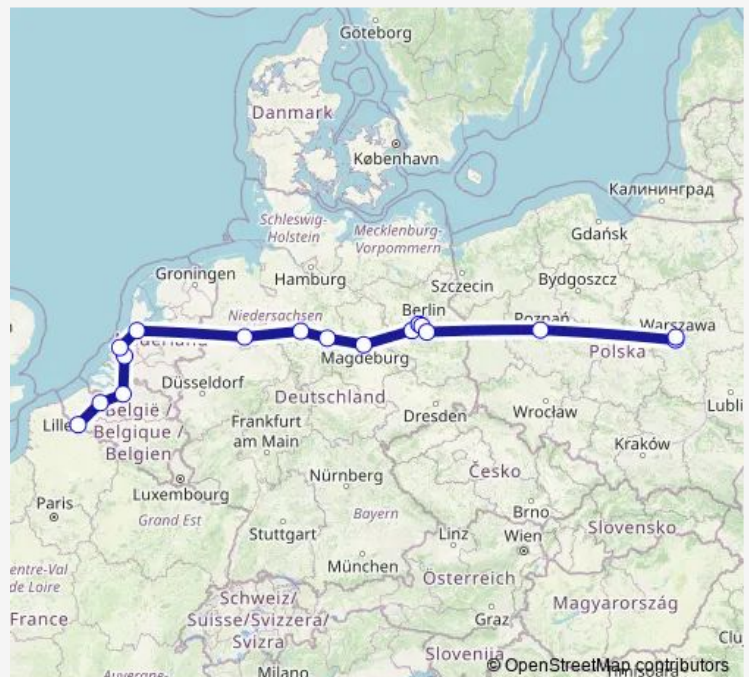 Göteborg
Danmark
København
Калининград
Schleswig-
Holstein
Mecklenburg-
Vorpommern
Gdańsk
Groningen
Hamburg
Szczecin
Bydgoszcz
Niedersachsen
Berlin
Poznań
Warszawa
Magdeburg
Polska
Düsseldorf
Deutschland
België /
Belgique /
Belgien
Lille
Frankfurt
am Main
Dresden
Wrocław
Lubli
Kraków
Luxembourg
Nürnberg
Česko
Paris
Grand Est
Bayern
Brno
Slovensko
Stuttgart
Linz
Wien
entre-Val
de Loire
München
Österreich
France
Schweiz/
Suisse/Svizzera/
Svizra
Graz
Magyarország
Cluj
Slovenija
© OpenStreetMap contributors
Milano